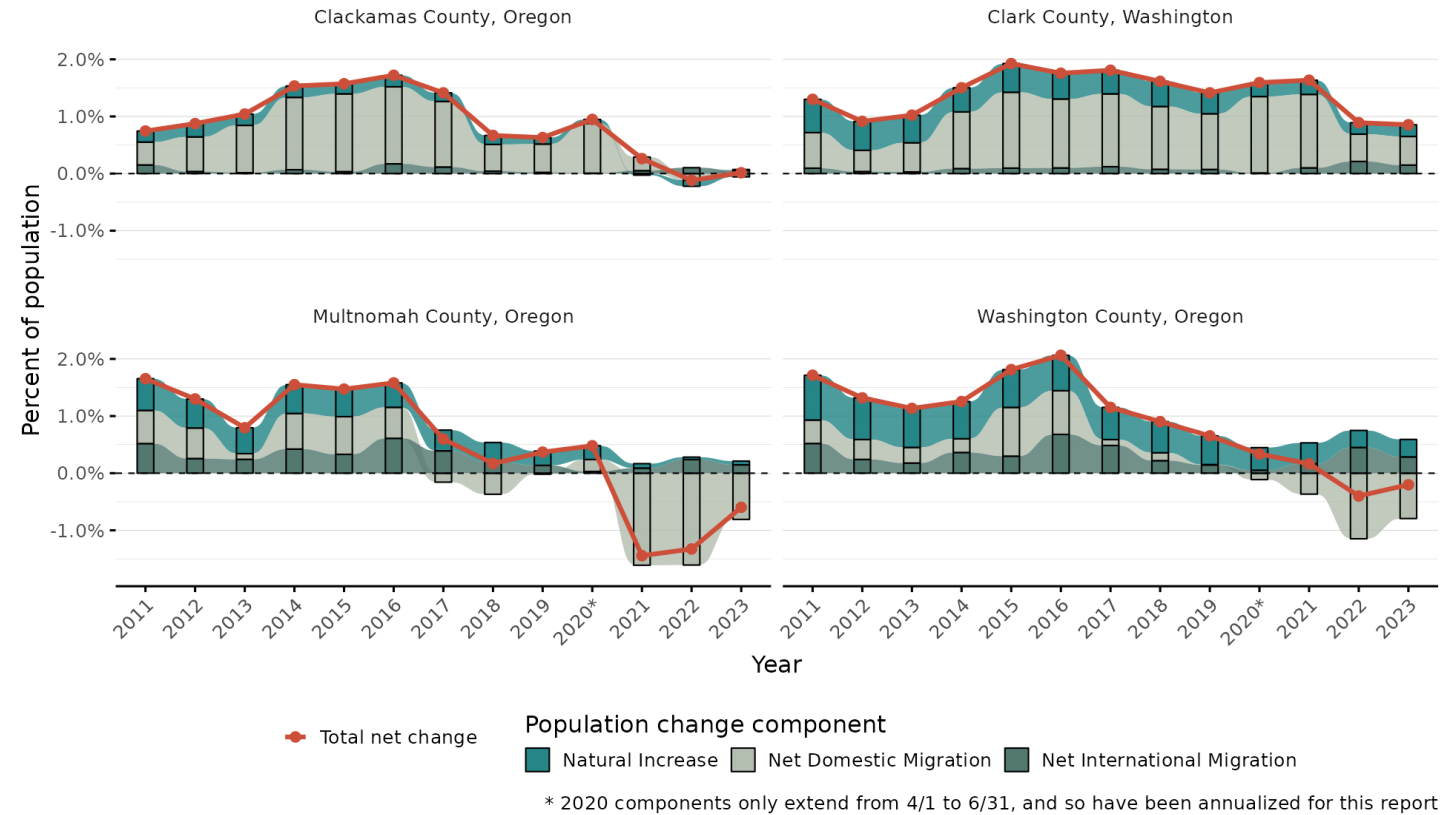 Clackamas County, Oregon
Clark County, Washington
2.0%
1.0%
0.0%
-1.0%
Multnomah County, Oregon
Washington County, Oregon
2.0%
1.0%
0.0%
-1.0%
Percent of population
2011 2012 2013 2014 2015 2016 2017 2018 2019 2020* 2021 2022 2023
2011 2012 2013 2014 2015 2016 2017 2018 2019 2020* 2021 2022 2023
Year
Total net change
Population change component
Natural Increase Net Domestic Migration Net International Migration
* 2020 components only extend from 4/1 to 6/31, and so have been annualized for this report